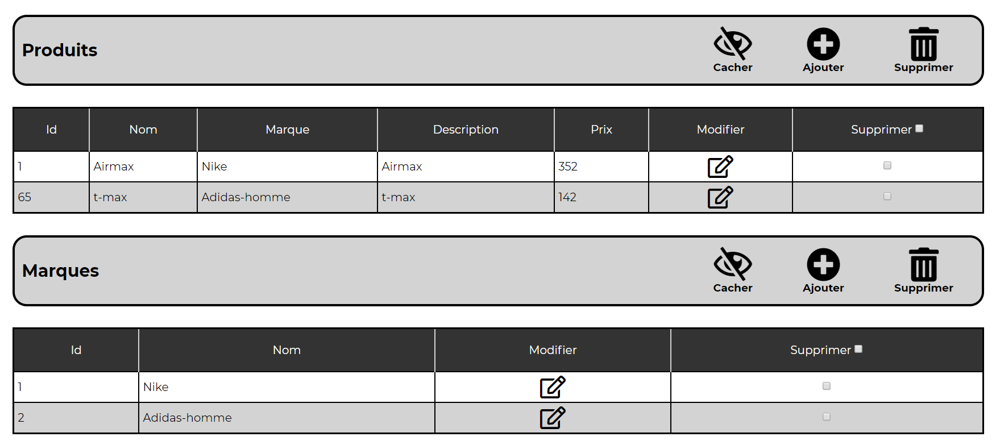 Produits
Cacher Ajouter Supprimer
Id Nom Marque Description Prix Modifier Supprimer
1 Airmax Nike Airmax 352
65 t-max Adidas-homme t-max 142
Marques
Cacher Ajouter Supprimer
Id Nom Modifier Supprimer
1 Nike
2 Adidas-homme